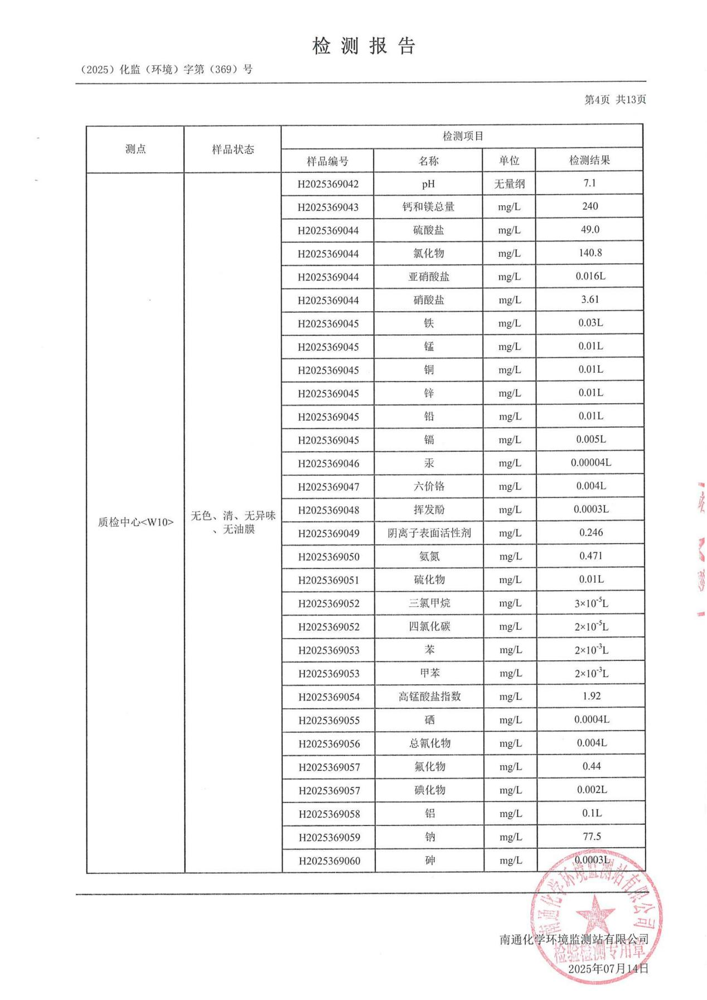 检测报告
（2025）化监（环境）字第（369）号
第4页 共13页
测点 样品状态 检测项目
样品编号 名称 单位 检测结果
质检中心<W10>
无色、清、无异味
、无油膜
H2025369042 pH 无量纲 7.1
H2025369043 钙和镁总量 mg/L 240
H2025369044 硫酸盐 mg/L 49.0
H2025369044 氯化物 mg/L 140.8
H2025369044 亚硝酸盐 mg/L 0.016L
H2025369044 硝酸盐 mg/L 3.61
H2025369045 铁 mg/L 0.03L
H2025369045 锰 mg/L 0.01L
H2025369045 铜 mg/L 0.01L
H2025369045 锌 mg/L 0.01L
H2025369045 铅 mg/L 0.01L
H2025369045 镉 mg/L 0.005L
H2025369046 汞 mg/L 0.00004L
H2025369047 六价铬 mg/L 0.004L
H2025369048 挥发酚 mg/L 0.0003L
H2025369049 阴离子表面活性剂 mg/L 0.246
H2025369050 氨氮 mg/L 0.471
H2025369051 硫化物 mg/L 0.01L
H2025369052 三氯甲烷 mg/L 3×10⁻⁵L
H2025369052 四氯化碳 mg/L 2×10⁻⁵L
H2025369053 苯 mg/L 2×10⁻³L
H2025369053 甲苯 mg/L 2×10⁻³L
H2025369054 高锰酸盐指数 mg/L 1.92
H2025369055 硒 mg/L 0.0004L
H2025369056 总氰化物 mg/L 0.004L
H2025369057 氟化物 mg/L 0.44
H2025369057 碘化物 mg/L 0.002L
H2025369058 铝 mg/L 0.1L
H2025369059 钠 mg/L 77.5
H2025369060 砷 mg/L 0.0003L
南通化学环境监测站有限公司
南通化学环境监测站有限公司
检验检测专用章
2025年07月14日